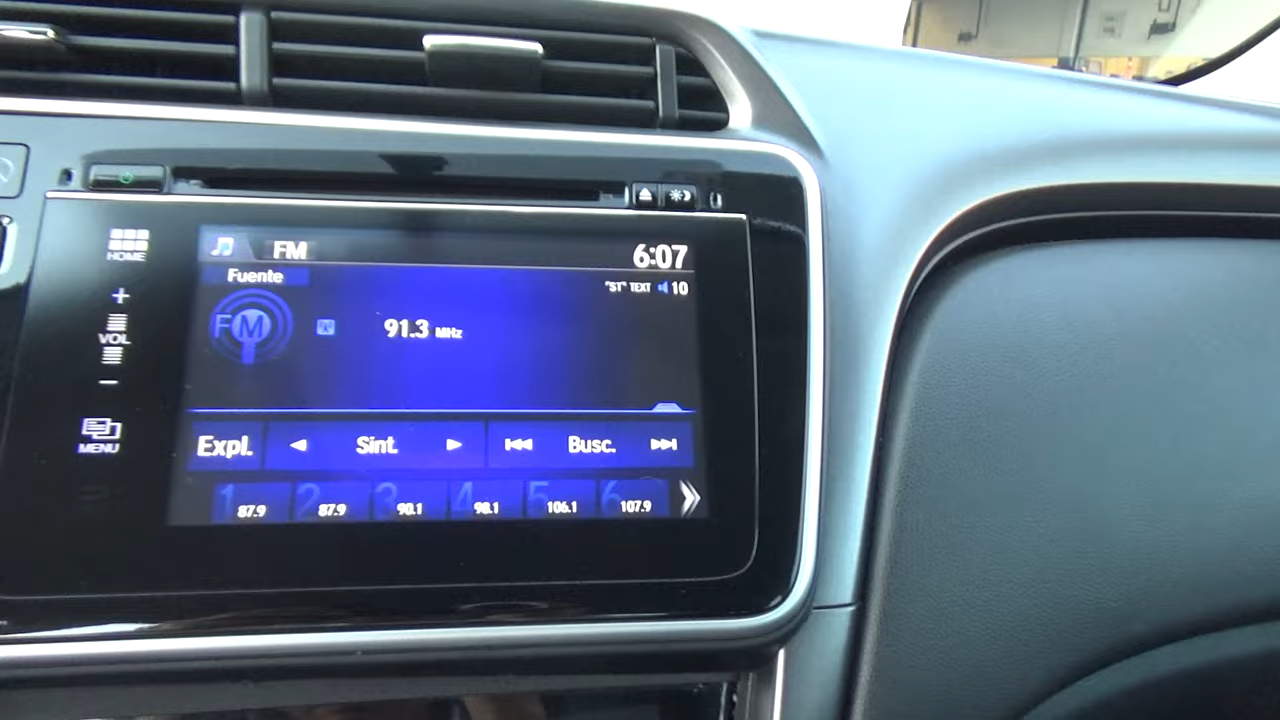 FM 6:07
HOME
Fuente
"ST" TEXT 10
+
FM 91.3 MHz
VOL
−
MENU
Expl. Sint. Busc.
1 87.9 2 87.9 3 90.1 4 98.1 5 106.1 6 107.9